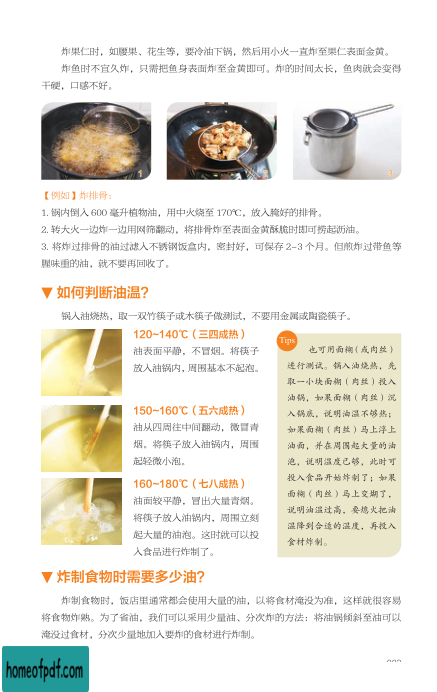 炸果仁时，如腰果、花生等，要冷油下锅，然后用小火一直炸至果仁表面金黄。
炸鱼时不宜久炸，只需把鱼身表面炸至金黄即可。炸的时间太长，鱼肉就会变得
干硬，口感不好。
【例如】炸排骨：
1. 锅内倒入 600 毫升植物油，用中火烧至 170℃，放入腌好的排骨。
2. 转大火一边炸一边用网筛翻动，将排骨炸至表面金黄酥脆时即可捞起沥油。
3. 将炸过排骨的油过滤入不锈钢饭盒内，密封好，可保存 2–3 个月。但煎炸过带鱼等
腥味重的油，就不要再回收了。
▼ 如何判断油温？
锅入油烧热，取一双竹筷子或木筷子做测试，不要用金属或陶瓷筷子。
120~140℃（三四成热）
油表面平静，不冒烟。将筷子
放入油锅内，周围基本不起泡。
150~160℃（五六成热）
油从四周往中间翻动，微冒青
烟。将筷子放入油锅内，周围
起轻微小泡。
160~180℃（七八成热）
油面较平静，冒出大量青烟。
将筷子放入油锅内，周围立刻
起大量的油泡。这时就可以投
入食品进行炸制了。
Tips
也可用面糊（或肉丝）
进行测试。锅入油烧热，先
取一小块面糊（肉丝）投入
油锅，如果面糊（肉丝）沉
入锅底，说明油温不够热；
如果面糊（肉丝）马上浮上
油面，并在周围起大量的油
泡，说明温度已够，此时可
投入食品开始炸制了；如果
面糊（肉丝）马上变糊了，
说明油温过高，要熄火把油
温降到合适的温度，再投入
食材炸制。
▼ 炸制食物时需要多少油？
炸制食物时，饭店里通常都会使用大量的油，以将食材淹没为准，这样就很容易
将食物炸熟。为了省油，我们可以采用少量油、分次炸的方法：将油锅倾斜至油可以
淹没过食材，分次少量地加入要炸的食材进行炸制。
homeofpdf.com